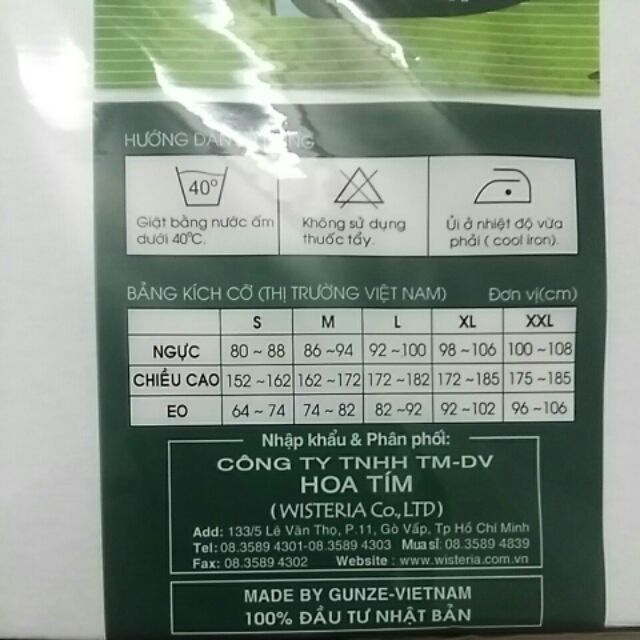 HƯỚNG DẪN
40°
Giặt bằng nước ấm
dưới 40°C.
Không sử dụng
thuốc tẩy.
Ủi ở nhiệt độ vừa
phải ( cool iron).
BẢNG KÍCH CỠ (THỊ TRƯỜNG VIỆT NAM) Đơn vị(cm)
S M L XL XXL
NGỰC 80 ~ 88 86 ~94 92 ~100 98 ~106 100 ~108
CHIỀU CAO 152 ~162 162 ~172 172 ~182 172 ~185 175 ~185
EO 64 ~ 74 74 ~ 82 82 ~92 92 ~102 96 ~106
Nhập khẩu & Phân phối:
CÔNG TY TNHH TM-DV
HOA TÍM
(WISTERIA Co.,LTD)
Add: 133/5 Lê Văn Thọ, P.11, Gò Vấp, Tp Hồ Chí Minh
Tel: 08.3589 4301-08.3589 4303 Mua sỉ: 08.3589 4839
Fax: 08.3589 4302 Website : www.wisteria.com.vn
MADE BY GUNZE-VIETNAM
100% ĐẦU TƯ NHẬT BẢN